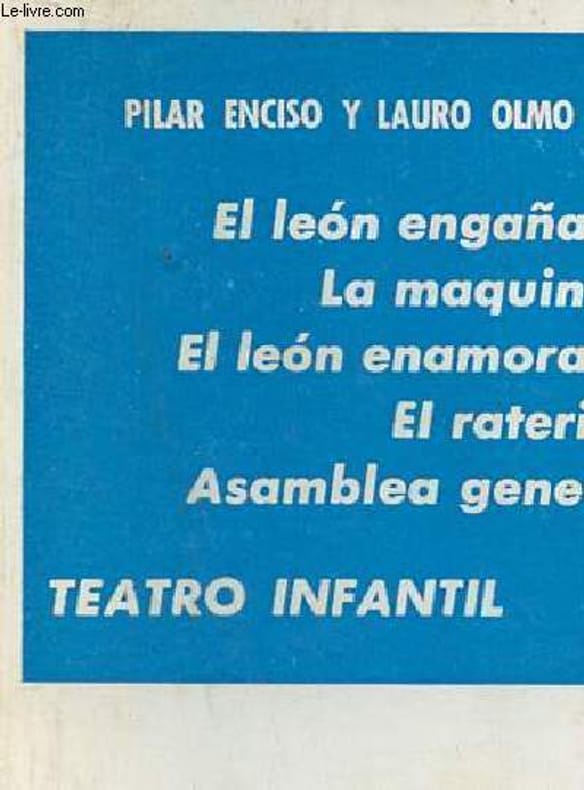 Le-livre.com
PILAR ENCISO Y LAURO OLMO
El león engaña
La maquin
El león enamora
El rateri
Asamblea gene
TEATRO INFANTIL